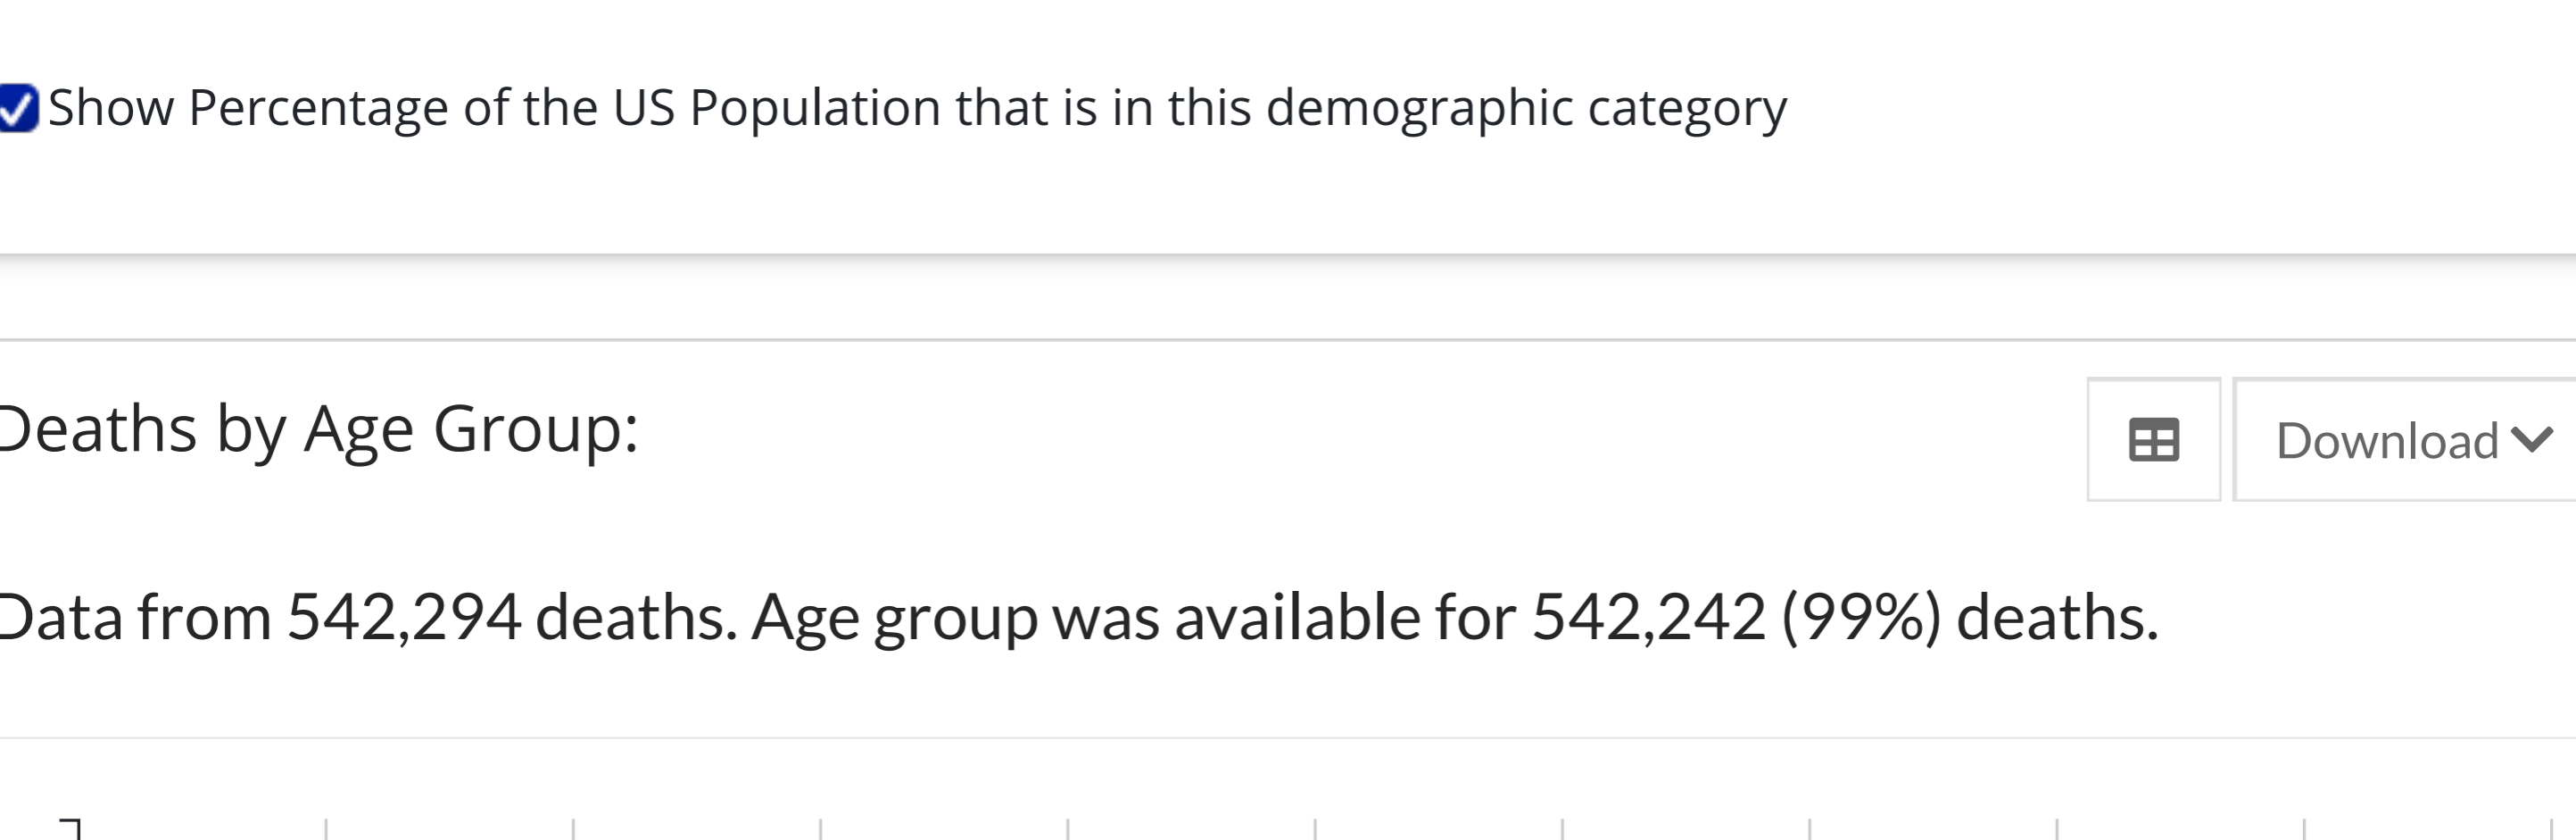 Show Percentage of the US Population that is in this demographic category
Deaths by Age Group:
Download
Data from 542,294 deaths. Age group was available for 542,242 (99%) deaths.